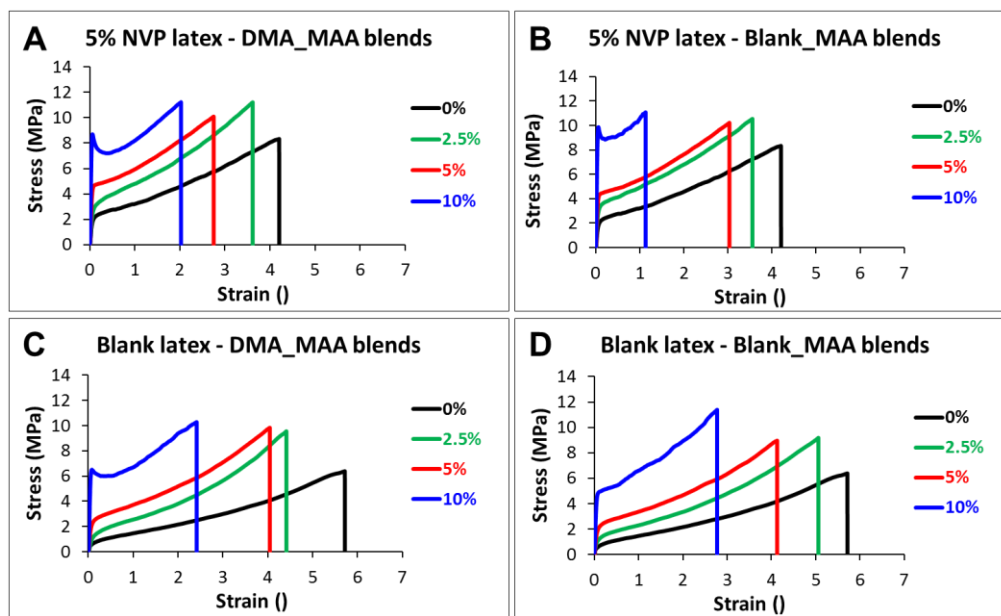 A
5% NVP latex - DMA_MAA blends
Stress (MPa)
14
12
10
8
6
4
2
0
0 1 2 3 4 5 6 7
Strain ()
0%
2.5%
5%
10%
B
5% NVP latex - Blank_MAA blends
Stress (MPa)
14
12
10
8
6
4
2
0
0 1 2 3 4 5 6 7
Strain ()
0%
2.5%
5%
10%
C
Blank latex - DMA_MAA blends
Stress (MPa)
14
12
10
8
6
4
2
0
0 1 2 3 4 5 6 7
Strain ()
0%
2.5%
5%
10%
D
Blank latex - Blank_MAA blends
Stress (MPa)
14
12
10
8
6
4
2
0
0 1 2 3 4 5 6 7
Strain ()
0%
2.5%
5%
10%